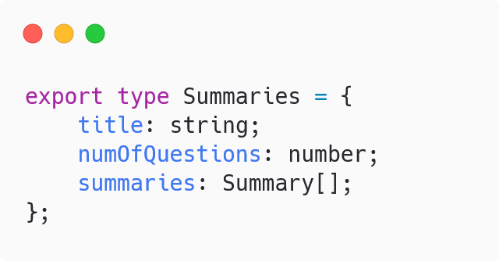 export type Summaries = {
    title: string;
    numOfQuestions: number;
    summaries: Summary[];
};